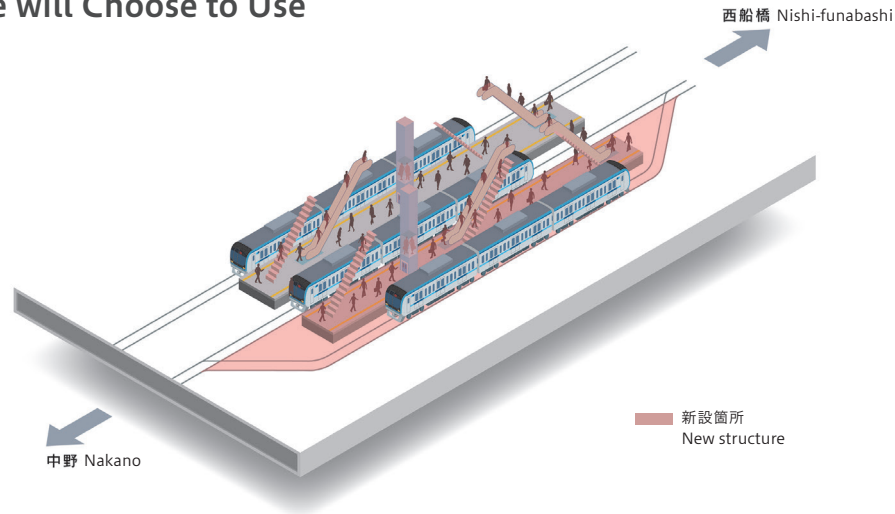 e will Choose to Use
西船橋 Nishi-funabashi
新設箇所
New structure
中野 Nakano